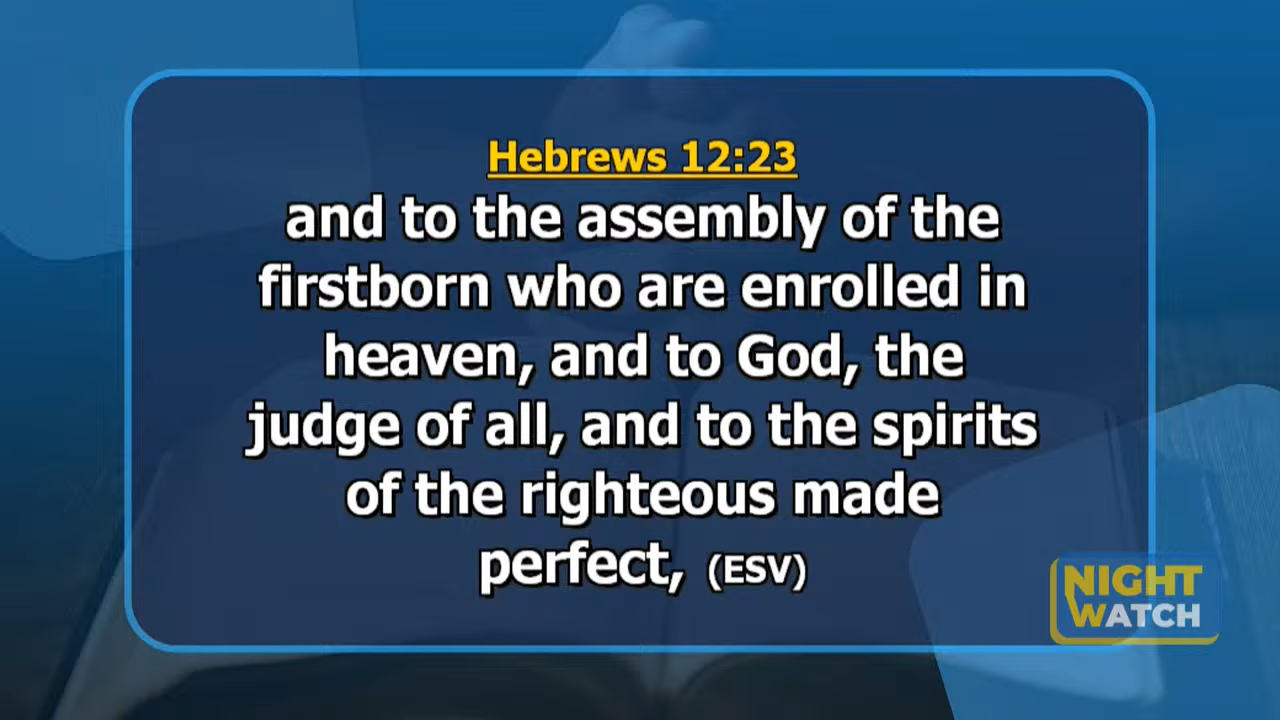 Hebrews 12:23
and to the assembly of the
firstborn who are enrolled in
heaven, and to God, the
judge of all, and to the spirits
of the righteous made
perfect, (ESV)
NIGHT
WATCH